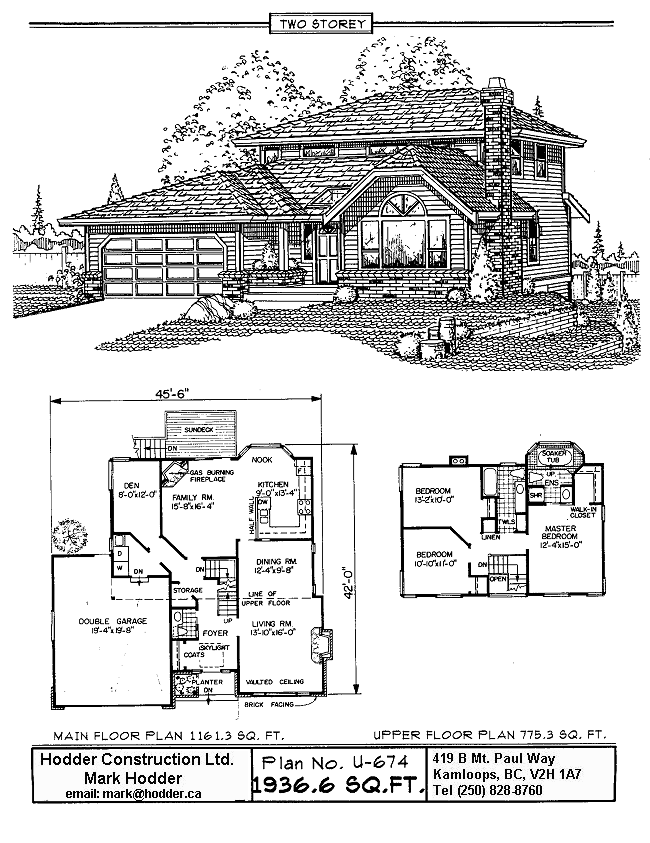 TWO STOREY
45'-6"
SUNDECK
DN
NOOK
GAS BURNING
FIREPLACE
DEN
8'-0"x12'-0"
FAMILY RM.
15'-8"x16'-4"
KITCHEN
9'-0"x13'-4"
F
DW
HALF WALL
D
W
DN
DN
DINING RM.
12'-4"x9'-8"
STORAGE
LINE OF
UPPER FLOOR
UP
42'-0"
DOUBLE GARAGE
19'-4"x19'-8"
FOYER
LIVING RM.
13'-10"x16'-0"
SKYLIGHT
COATS
PLANTER
DN
VAULTED CEILING
BRICK FACING
SOAKER
TUB
UP
ENS
SHR
BEDROOM
13'-2"x10'-0"
TWLS
WALK-IN
CLOSET
LINEN
MASTER
BEDROOM
12'-4"x15'-0"
BEDROOM
10'-10"x11'-0"
DN
OPEN
MAIN FLOOR PLAN 1161.3 SQ. FT.
UPPER FLOOR PLAN 775.3 SQ. FT.
Hodder Construction Ltd.
Mark Hodder
email: mark@hodder.ca
Plan No. U-674
1936.6 SQ.FT.
419 B Mt. Paul Way
Kamloops, BC, V2H 1A7
Tel (250) 828-8760